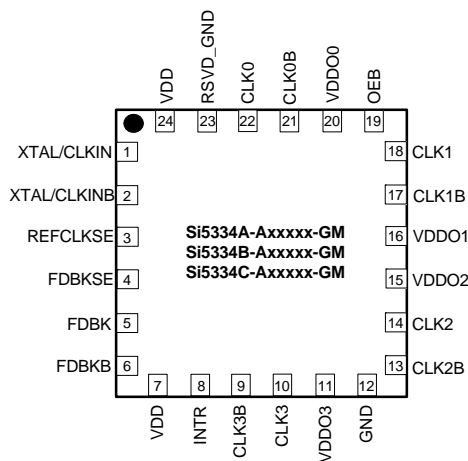 VDD
RSVD_GND
CLK0
CLK0B
VDDO0
OEB
24
23
22
21
20
19
XTAL/CLKIN
1
XTAL/CLKINB
2
REFCLKSE
3
FDBKSE
4
FDBK
5
FDBKB
6
Si5334A-Axxxxx-GM
Si5334B-Axxxxx-GM
Si5334C-Axxxxx-GM
18 CLK1
17 CLK1B
16 VDDO1
15 VDDO2
14 CLK2
13 CLK2B
7
8
9
10
11
12
VDD
INTR
CLK3B
CLK3
VDDO3
GND